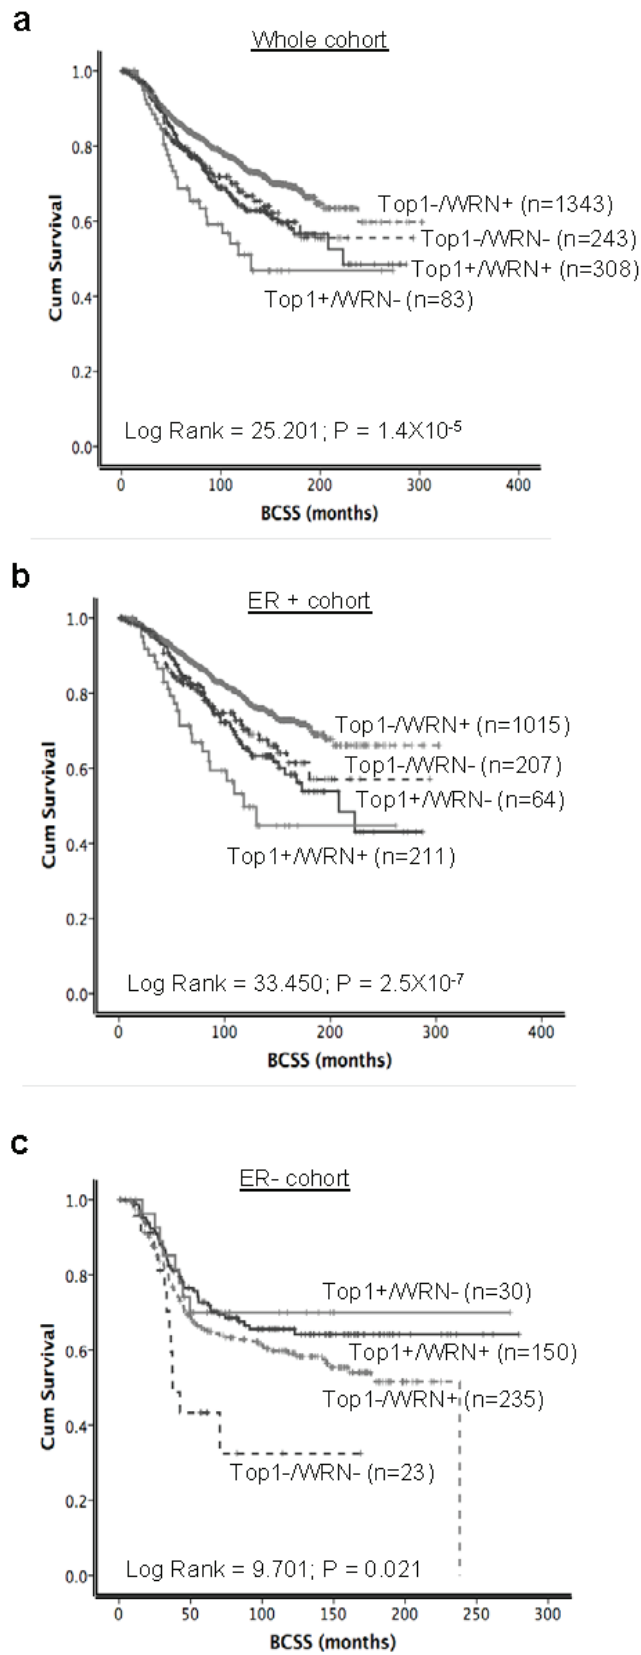 a
Whole cohort
1.0
0.8
0.6
0.4
0.2
0.0
Cum Survival
Top1-/WRN+ (n=1343)
Top1-/WRN- (n=243)
Top1+/WRN+ (n=308)
Top1+/WRN- (n=83)
Log Rank = 25.201; P = 1.4X10-5
0 100 200 300 400
BCSS (months)
b
ER + cohort
1.0
0.8
0.6
0.4
0.2
0.0
Cum Survival
Top1-/WRN+ (n=1015)
Top1-/WRN- (n=207)
Top1+/WRN- (n=64)
Top1+/WRN+ (n=211)
Log Rank = 33.450; P = 2.5X10-7
0 100 200 300 400
BCSS (months)
c
ER- cohort
1.0
0.8
0.6
0.4
0.2
0.0
Cum Survival
Top1+/WRN- (n=30)
Top1+/WRN+ (n=150)
Top1-/WRN+ (n=235)
Top1-/WRN- (n=23)
Log Rank = 9.701; P = 0.021
0 50 100 150 200 250 300
BCSS (months)